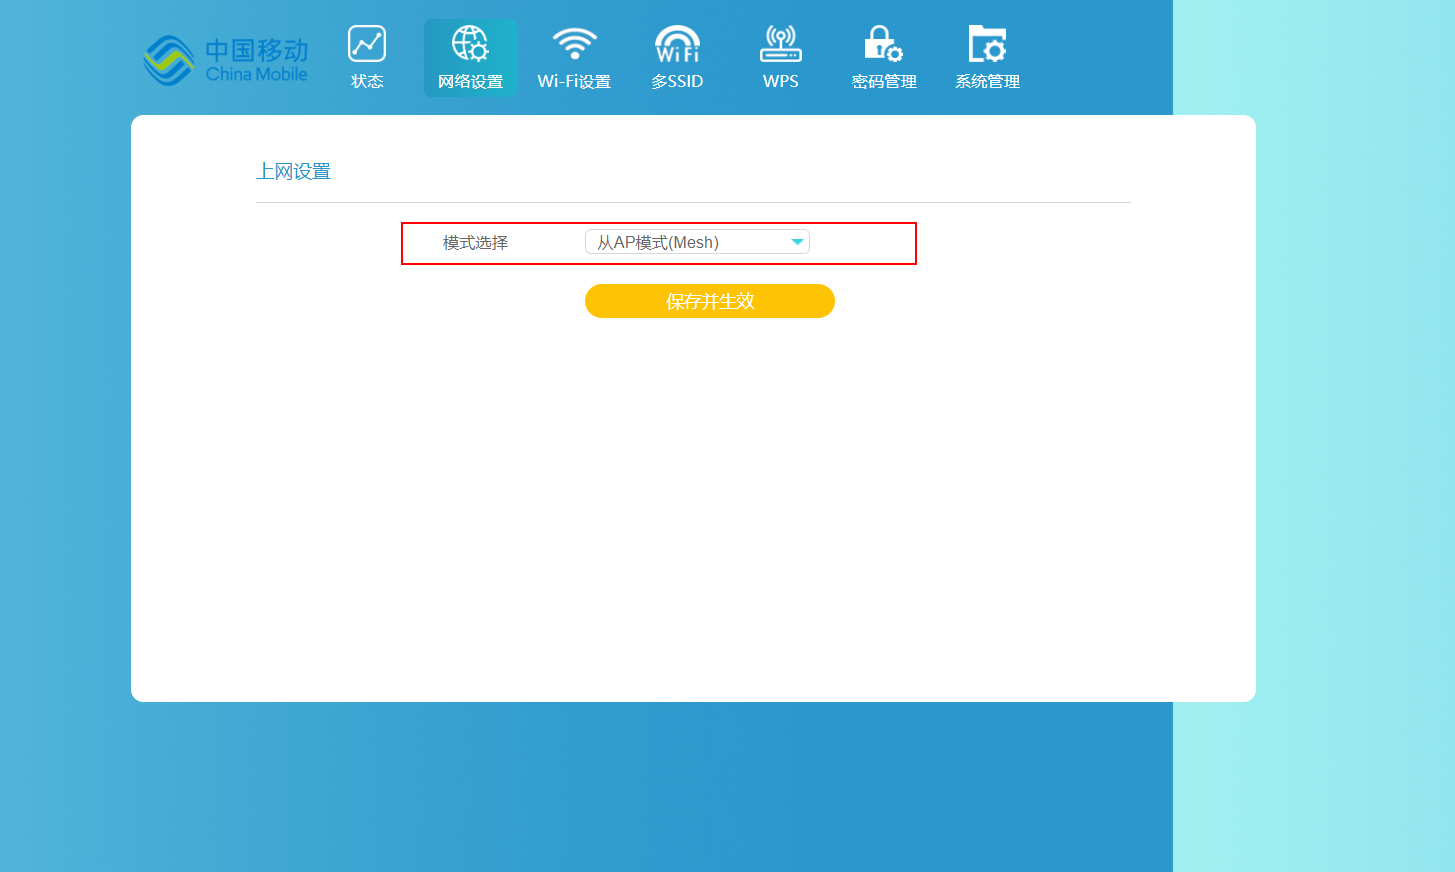 中国移动
China Mobile
状态
网络设置
Wi-Fi设置
WiFi
多SSID
WPS
密码管理
系统管理
上网设置
模式选择
从AP模式(Mesh)
保存并生效